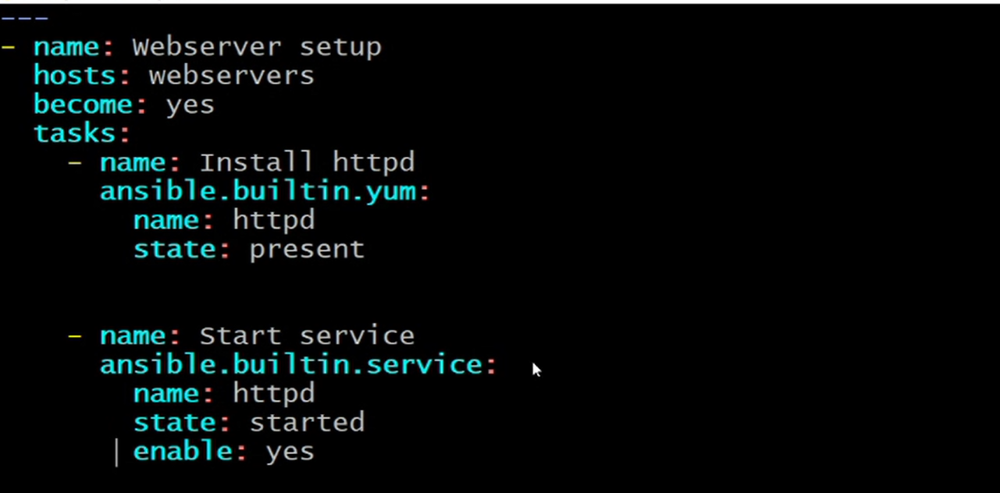 ---
- name: Webserver setup
  hosts: webservers
  become: yes
  tasks:
    - name: Install httpd
      ansible.builtin.yum:
        name: httpd
        state: present
    - name: Start service
      ansible.builtin.service:
        name: httpd
        state: started
        enable: yes